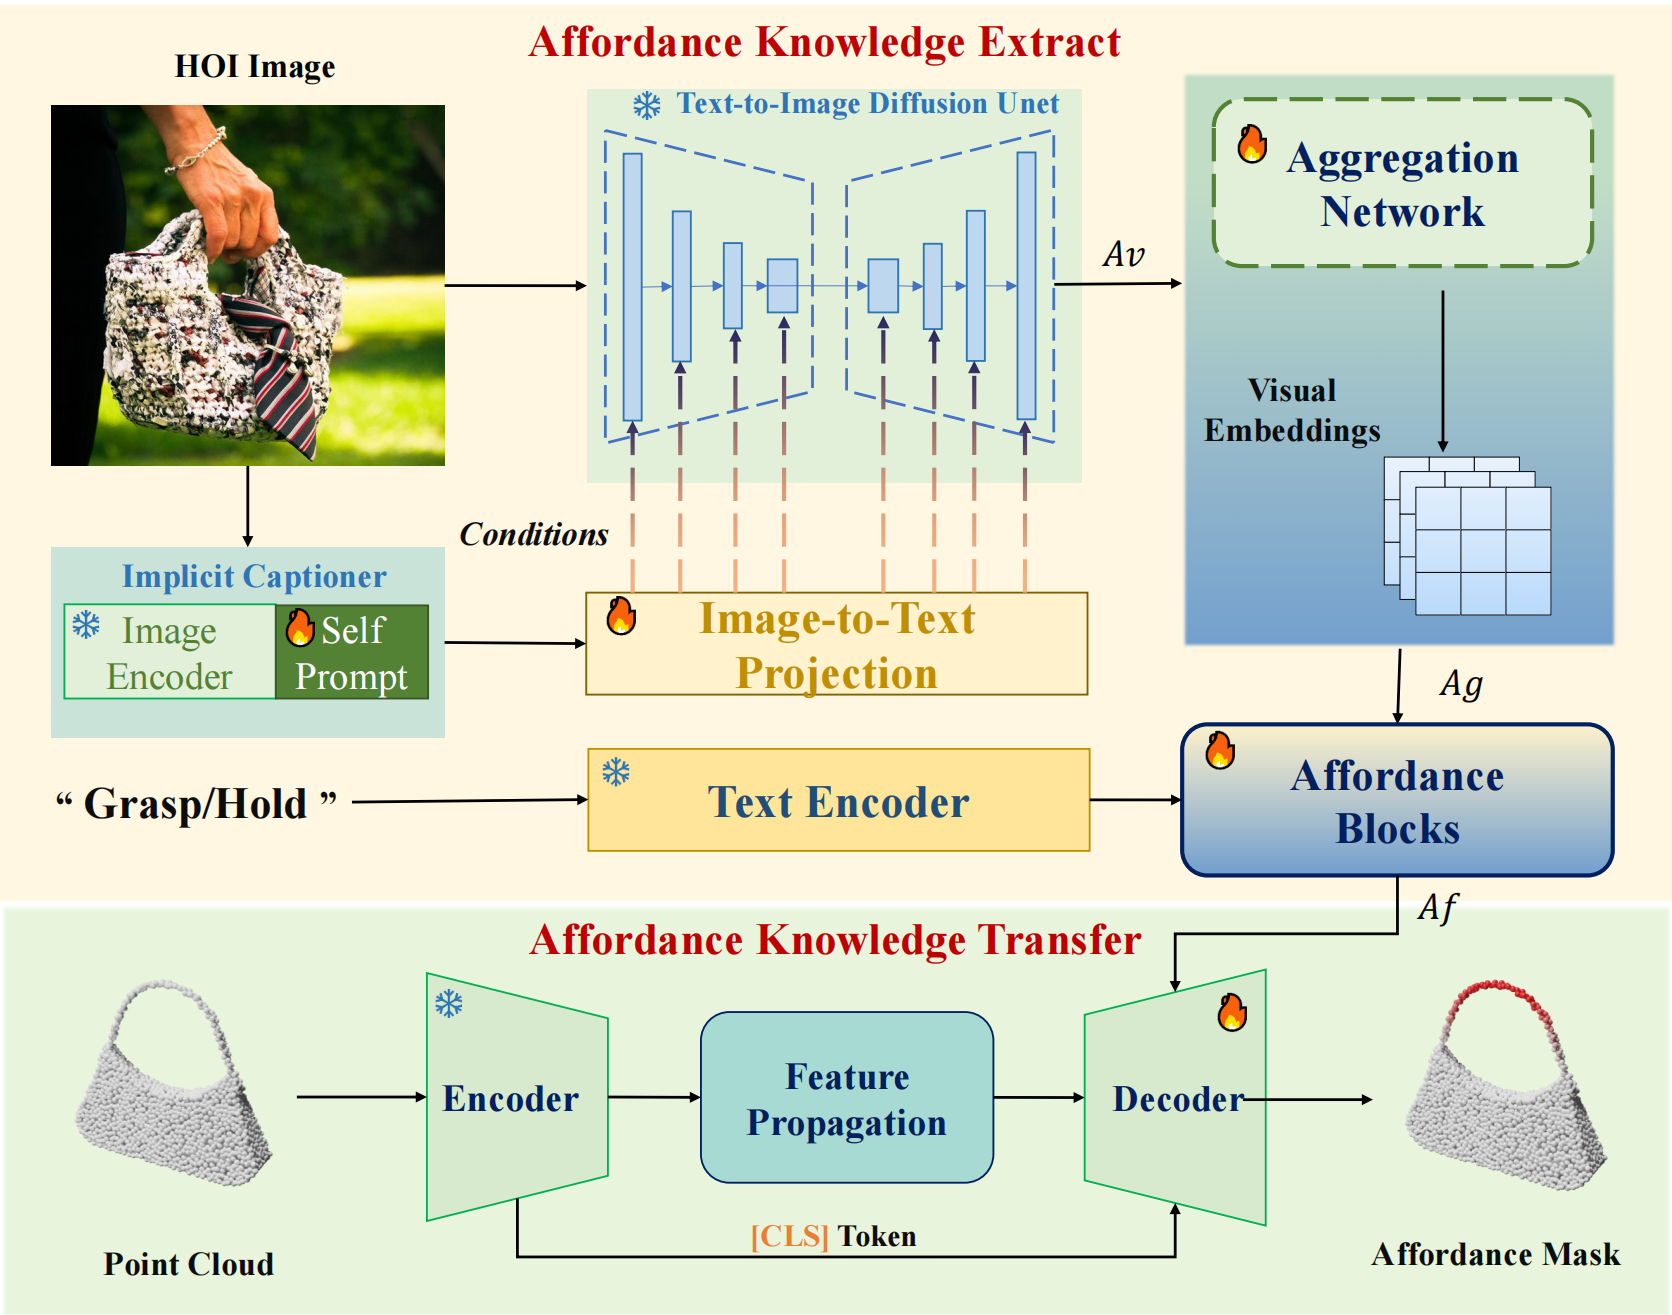 Affordance Knowledge Extract
HOI Image
Text-to-Image Diffusion Unet
Aggregation
Network
Av
Visual
Embeddings
Conditions
Implicit Captioner
Image
Encoder
Self
Prompt
Image-to-Text
Projection
Ag
“ Grasp/Hold ”
Text Encoder
Affordance
Blocks
Af
Affordance Knowledge Transfer
Encoder
Feature
Propagation
Decoder
[CLS] Token
Point Cloud
Affordance Mask